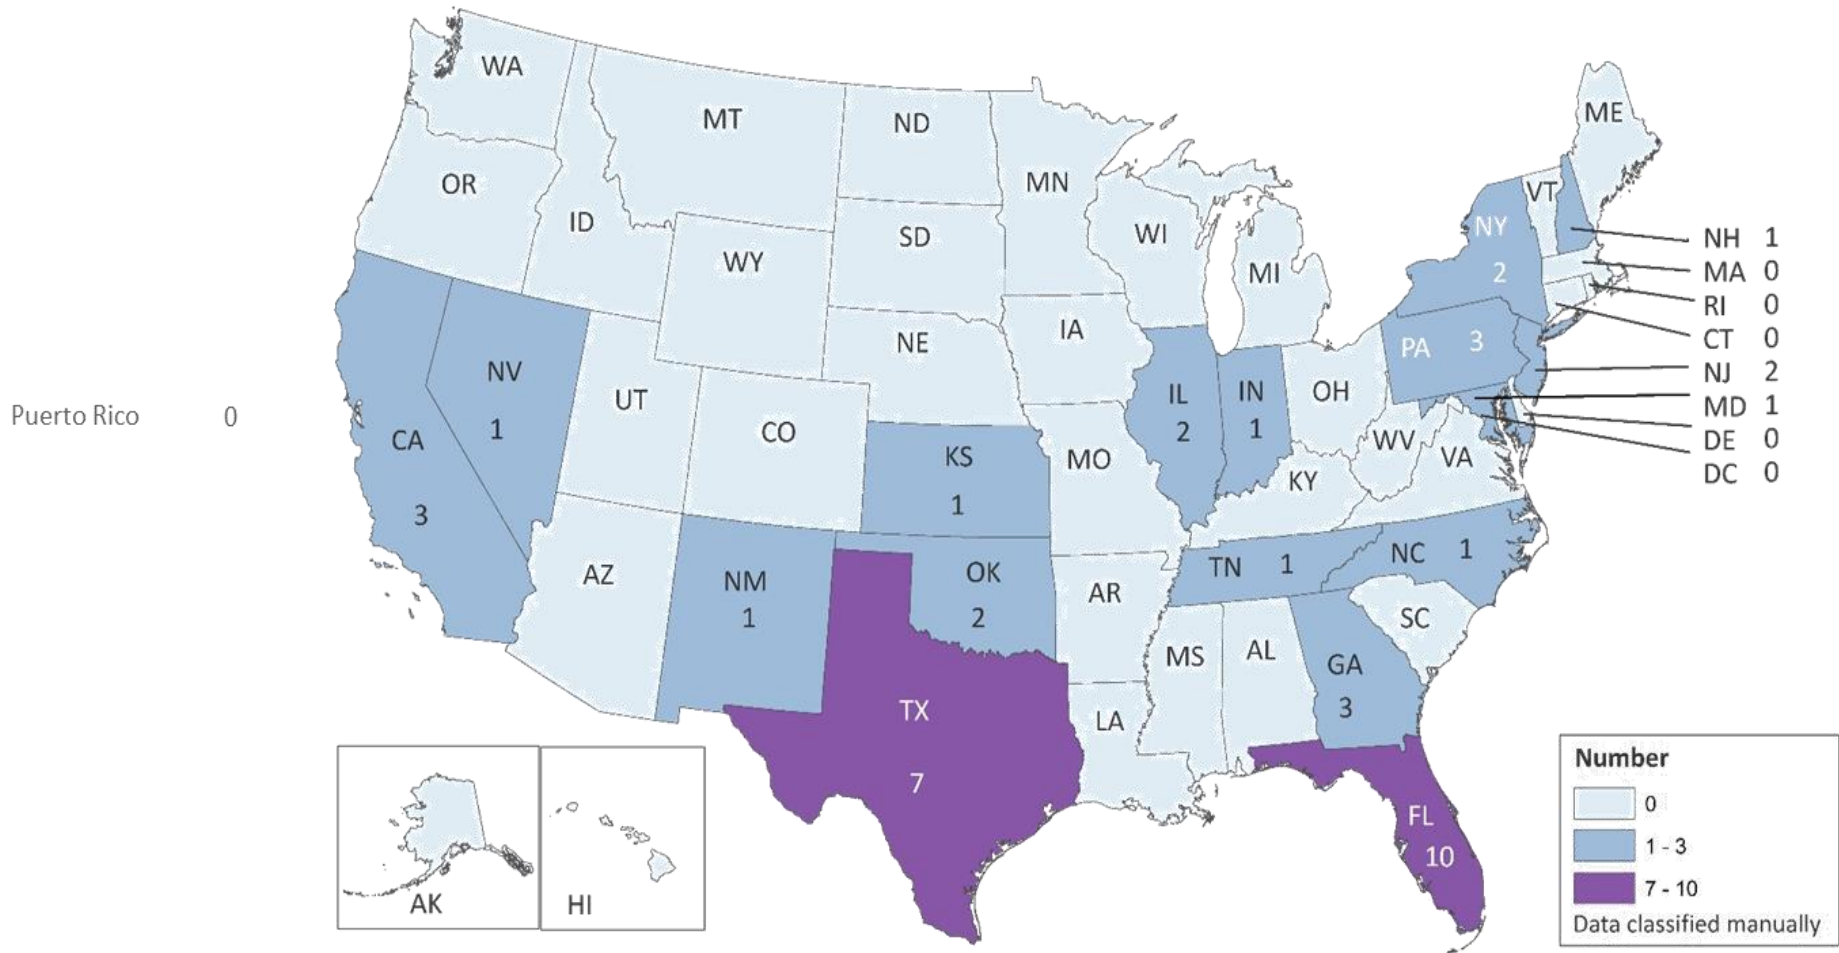 WA
MT
ND
MN
ME
OR
ID
SD
WI
VT
NY
2
WY
MI
NH 1
MA 0
RI 0
CT 0
NJ 2
MD 1
DE 0
DC 0
NE
IA
PA 3
NV
1
UT
CO
IL
2
IN
1
OH
Puerto Rico 0
CA
3
KS
1
MO
WV
VA
KY
AZ
NM
1
OK
2
AR
TN 1
NC 1
SC
MS
AL
GA
3
TX
7
LA
FL
10
AK
HI
Number
0
1 - 3
7 - 10
Data classified manually